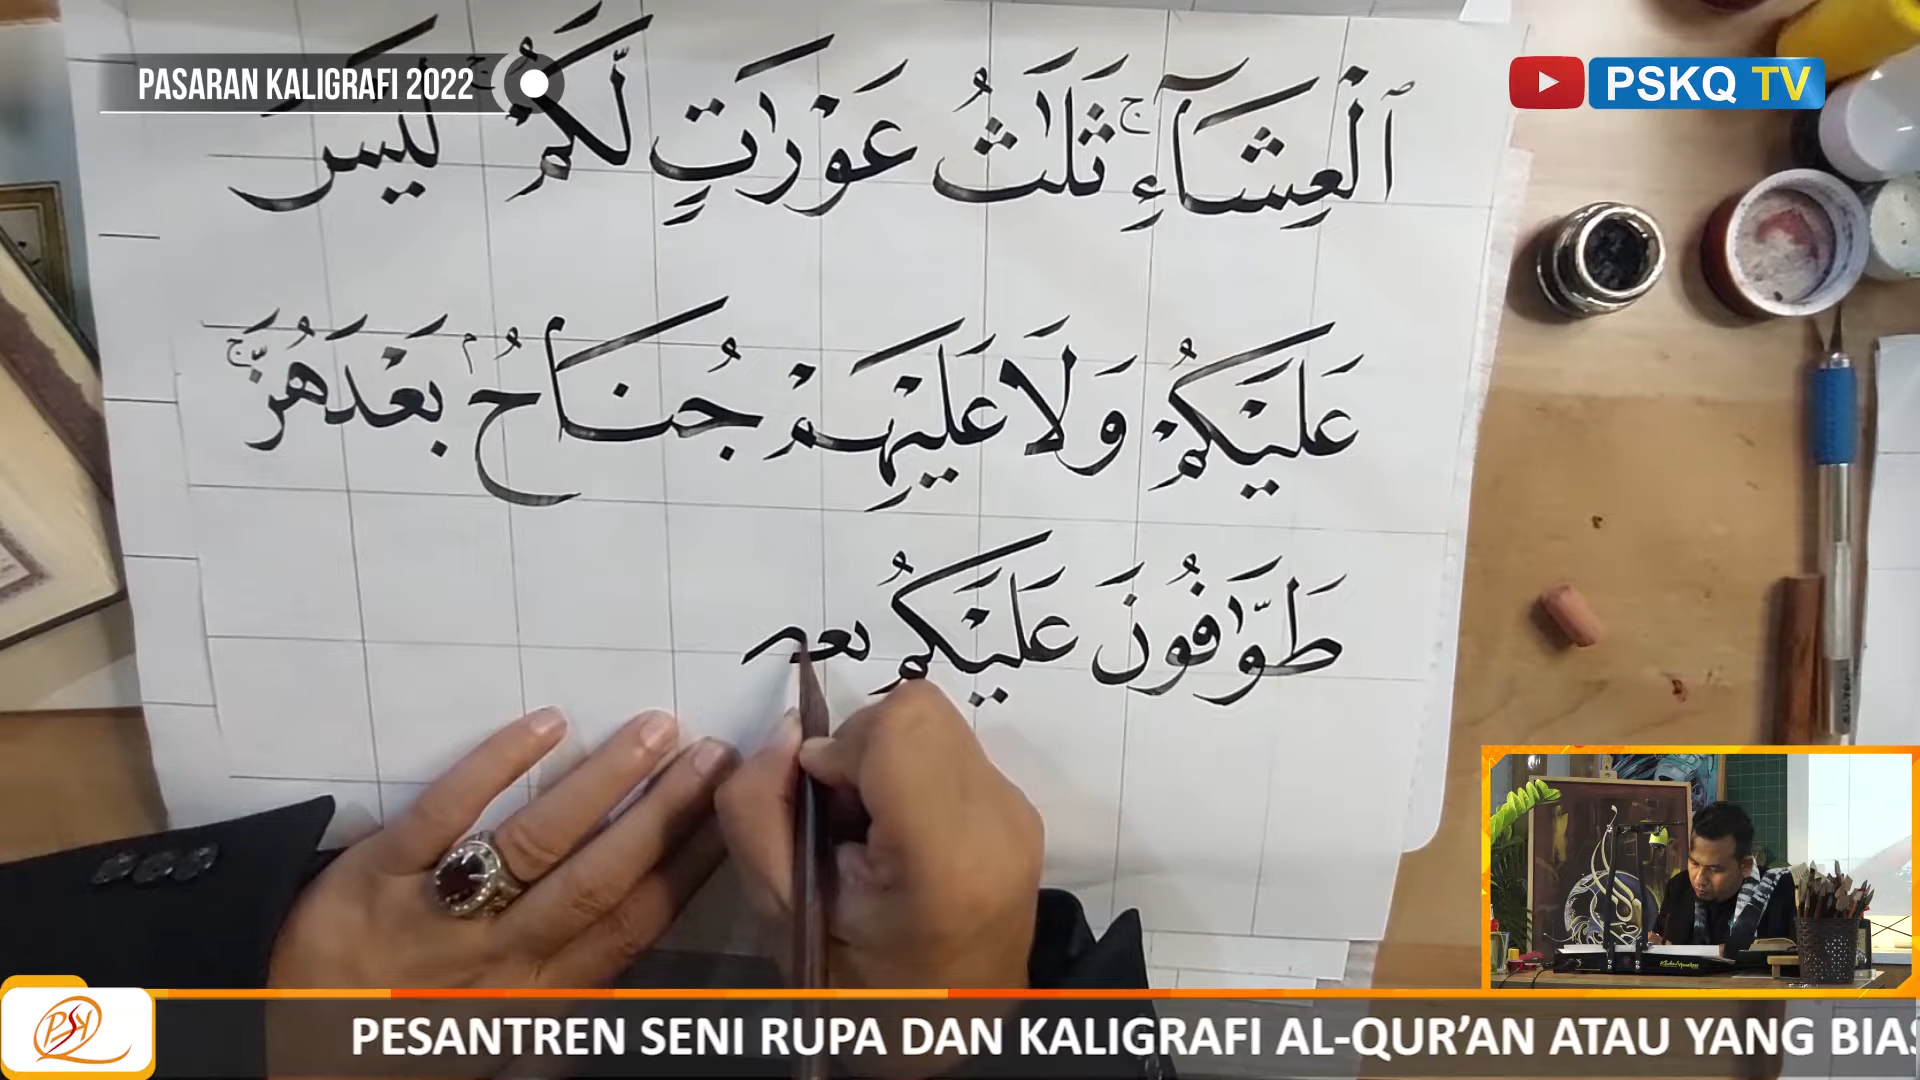 PASARAN KALIGRAFI 2022
PSKQ TV
ٱلْعِشَآءِ ۚ ثَلَٰثُ عَوْرَٰتٍ لَّكُمْ ۚ لَيْسَ
عَلَيْكُمْ وَلَا عَلَيْهِمْ جُنَاحٌۢ بَعْدَهُنَّ ۚ
طَوَّٰفُونَ عَلَيْكُمْ
PESANTREN SENI RUPA DAN KALIGRAFI AL-QUR'AN ATAU YANG BIAS